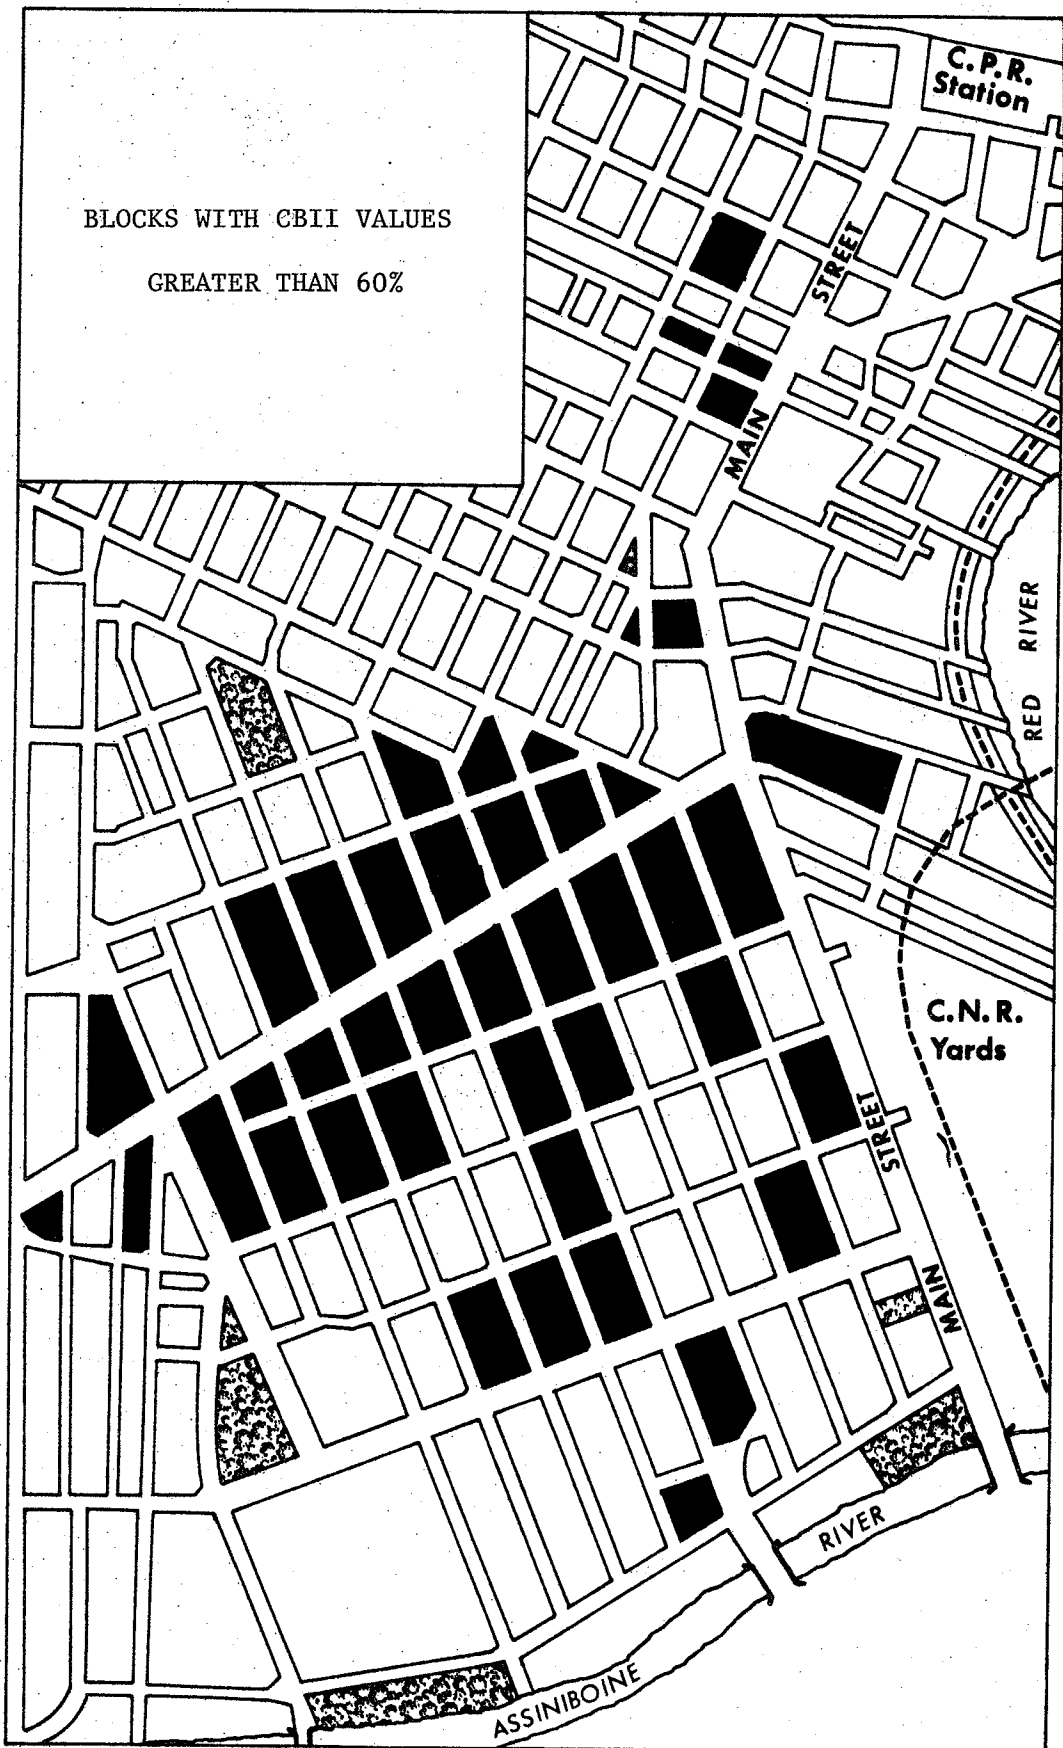 BLOCKS WITH CBII VALUES
GREATER THAN 60%
C.P.R.
Station
STREET
MAIN
RED RIVER
C.N.R.
Yards
STREET
MAIN
RIVER
ASSINIBOINE